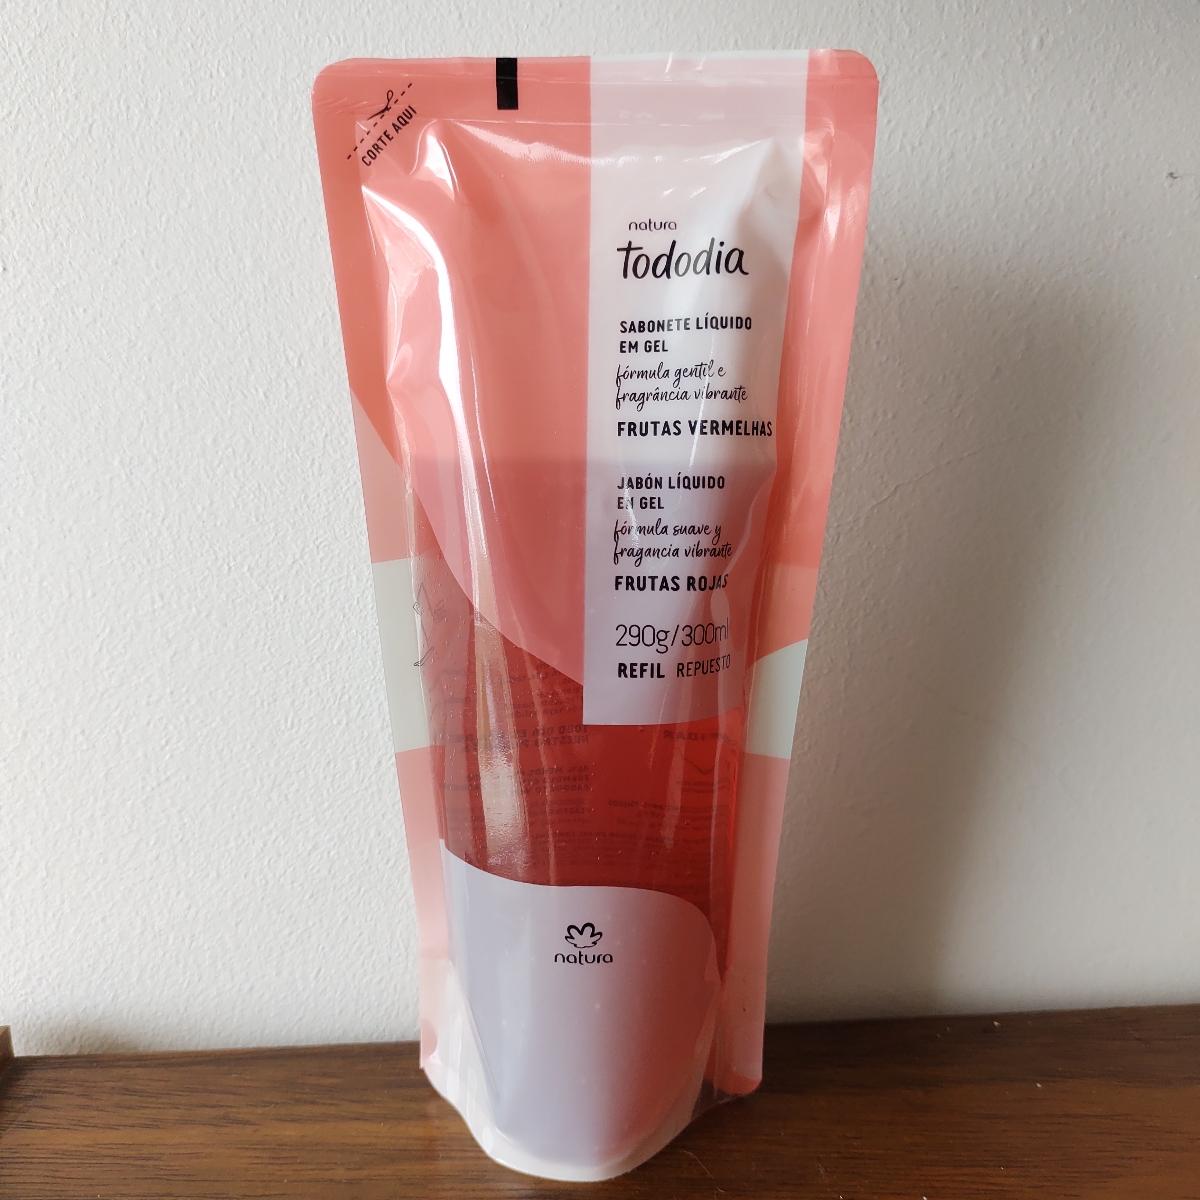 CORTE AQUI
natura
tododia
SABONETE LÍQUIDO
EM GEL
fórmula gentil e
fragrância vibrante
FRUTAS VERMELHAS
JABÓN LÍQUIDO
EN GEL
fórmula suave y
fragancia vibrante
FRUTAS ROJAS
290g/300ml
REFIL REPUESTO
natura